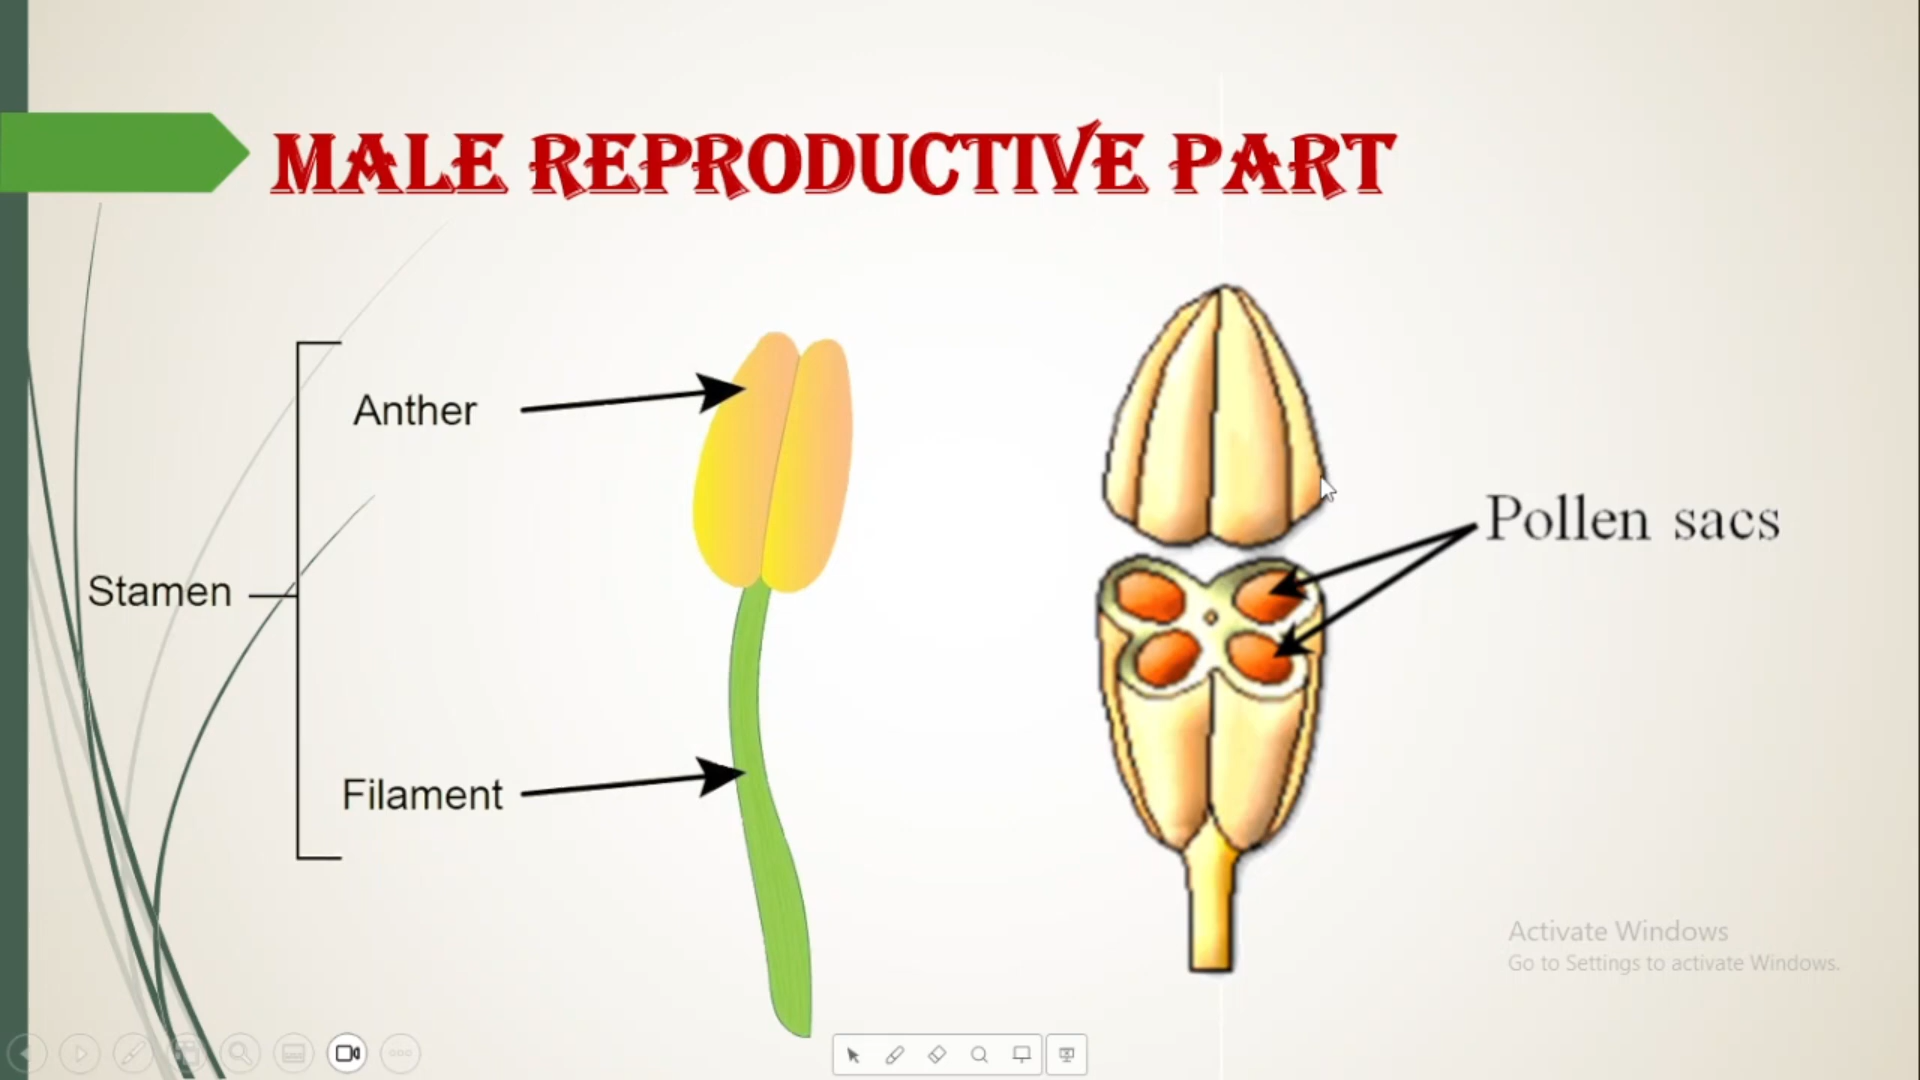 MALE REPRODUCTIVE PART
Anther
Pollen sacs
Stamen
Filament
Activate Windows
Go to Settings to activate Windows.